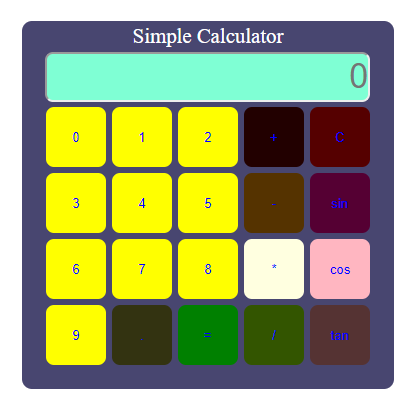 Simple Calculator
0
0 1 2 + C
3 4 5 - sin
6 7 8 * cos
9 = / tan